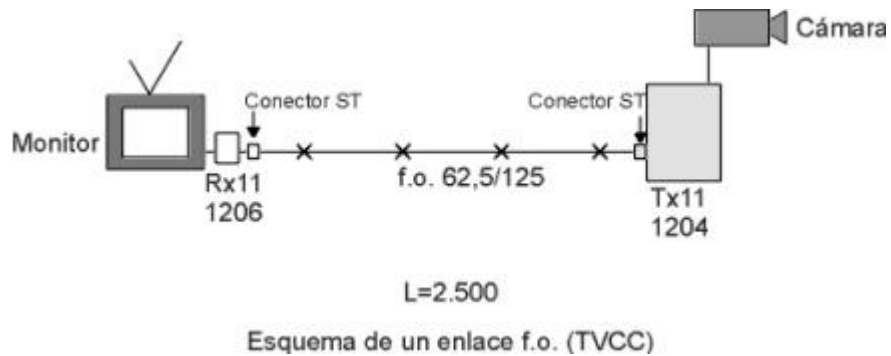 Cámara
Conector ST
Conector ST
Monitor
f.o. 62,5/125
Rx11
1206
Tx11
1204
L=2.500
Esquema de un enlace f.o. (TVCC)